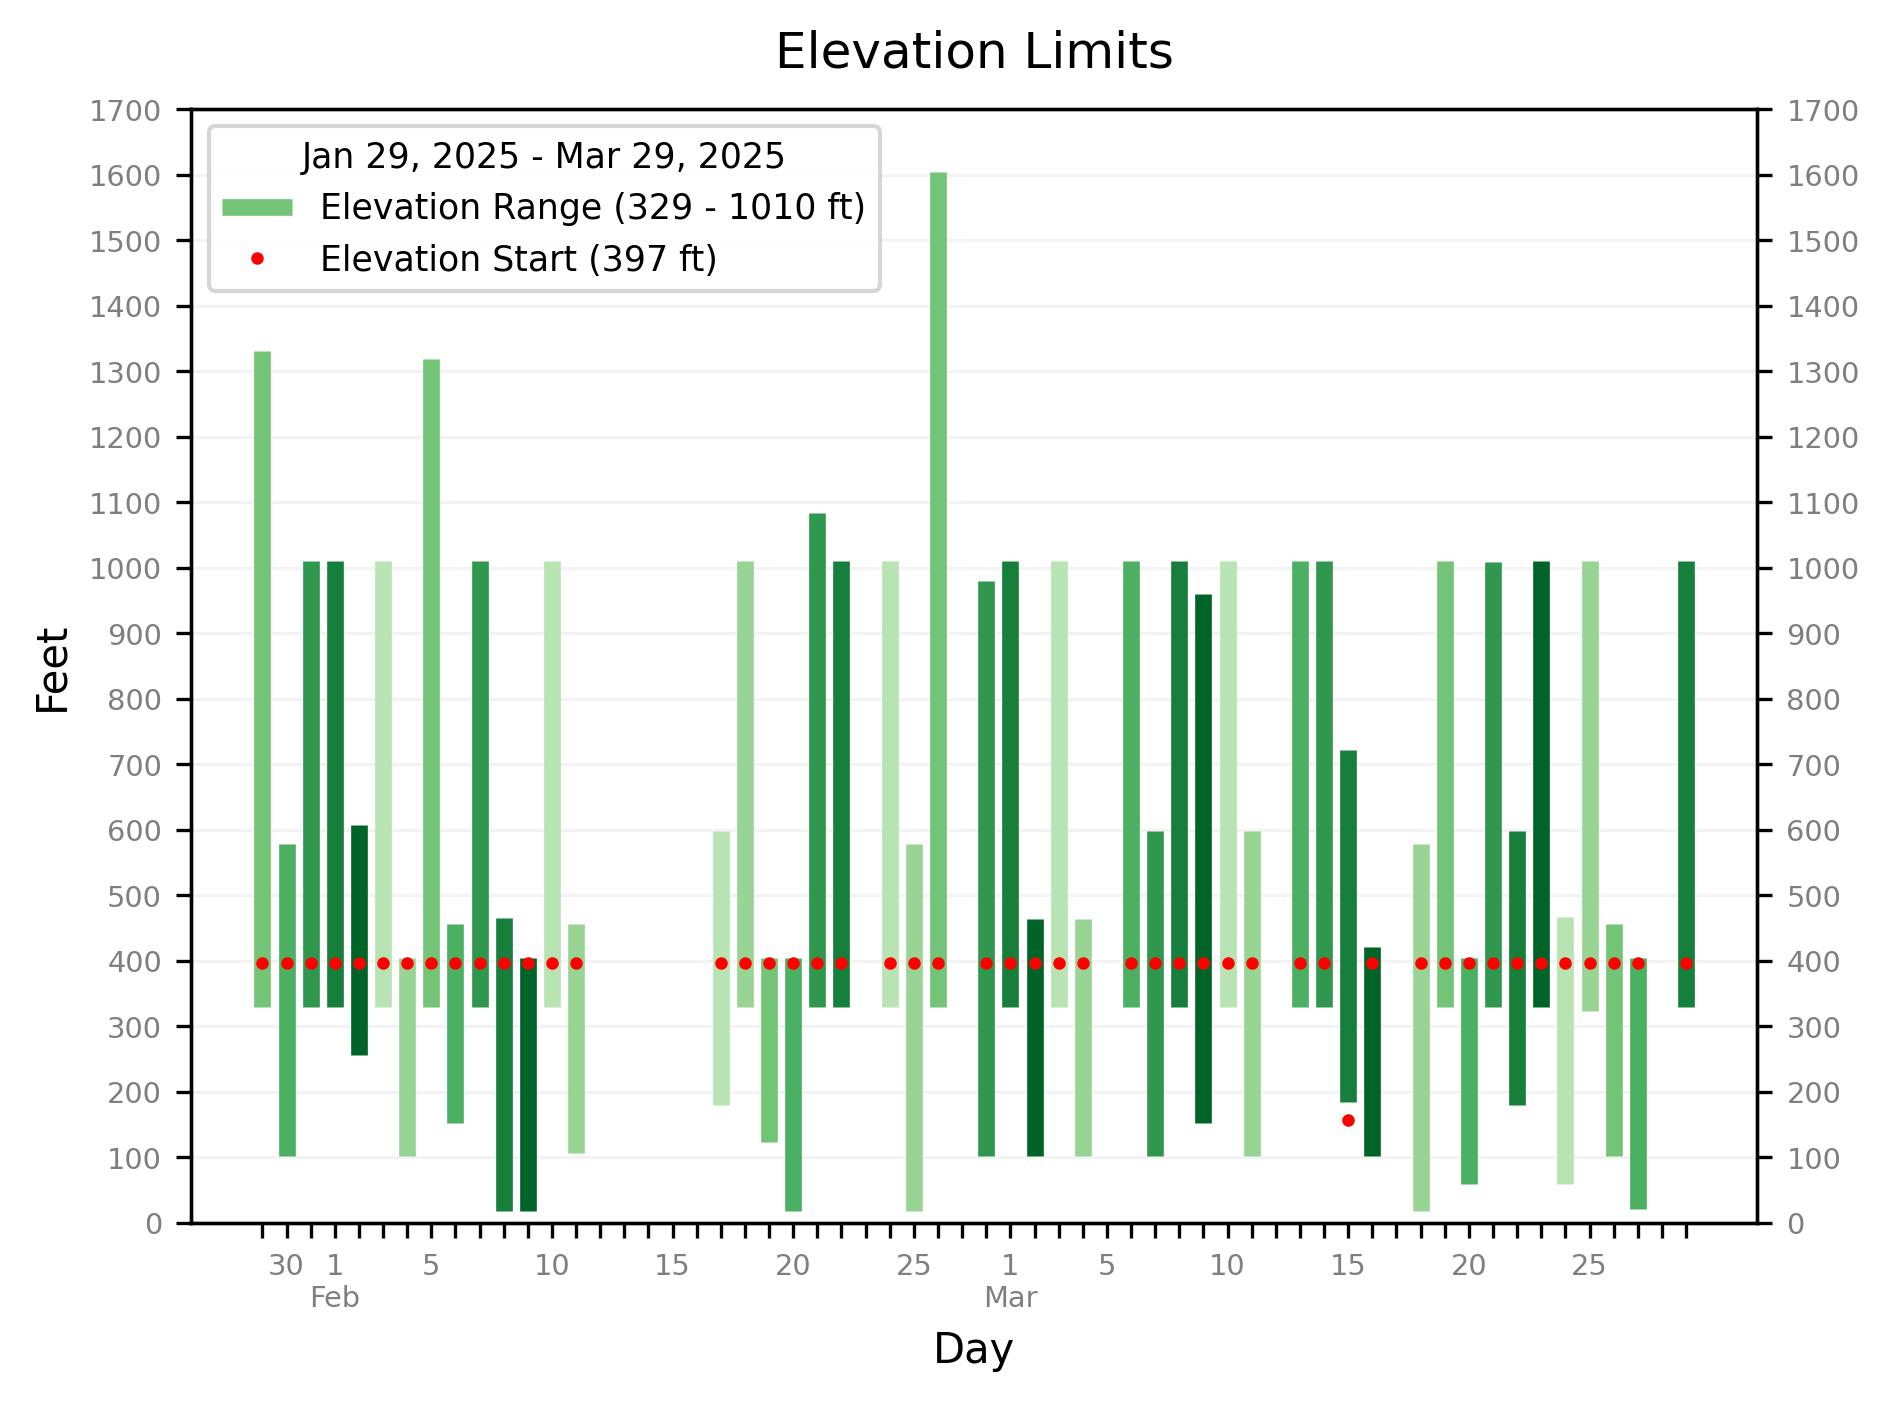 Elevation Limits
Jan 29, 2025 - Mar 29, 2025
Elevation Range (329 - 1010 ft)
Elevation Start (397 ft)
1700 1700
1600 1600
1500 1500
1400 1400
1300 1300
1200 1200
1100 1100
1000 1000
900 900
800 800
700 700
600 600
500 500
400 400
300 300
200 200
100 100
0 0
Feet
30 1 5 10 15 20 25 1 5 10 15 20 25
Feb Mar
Day